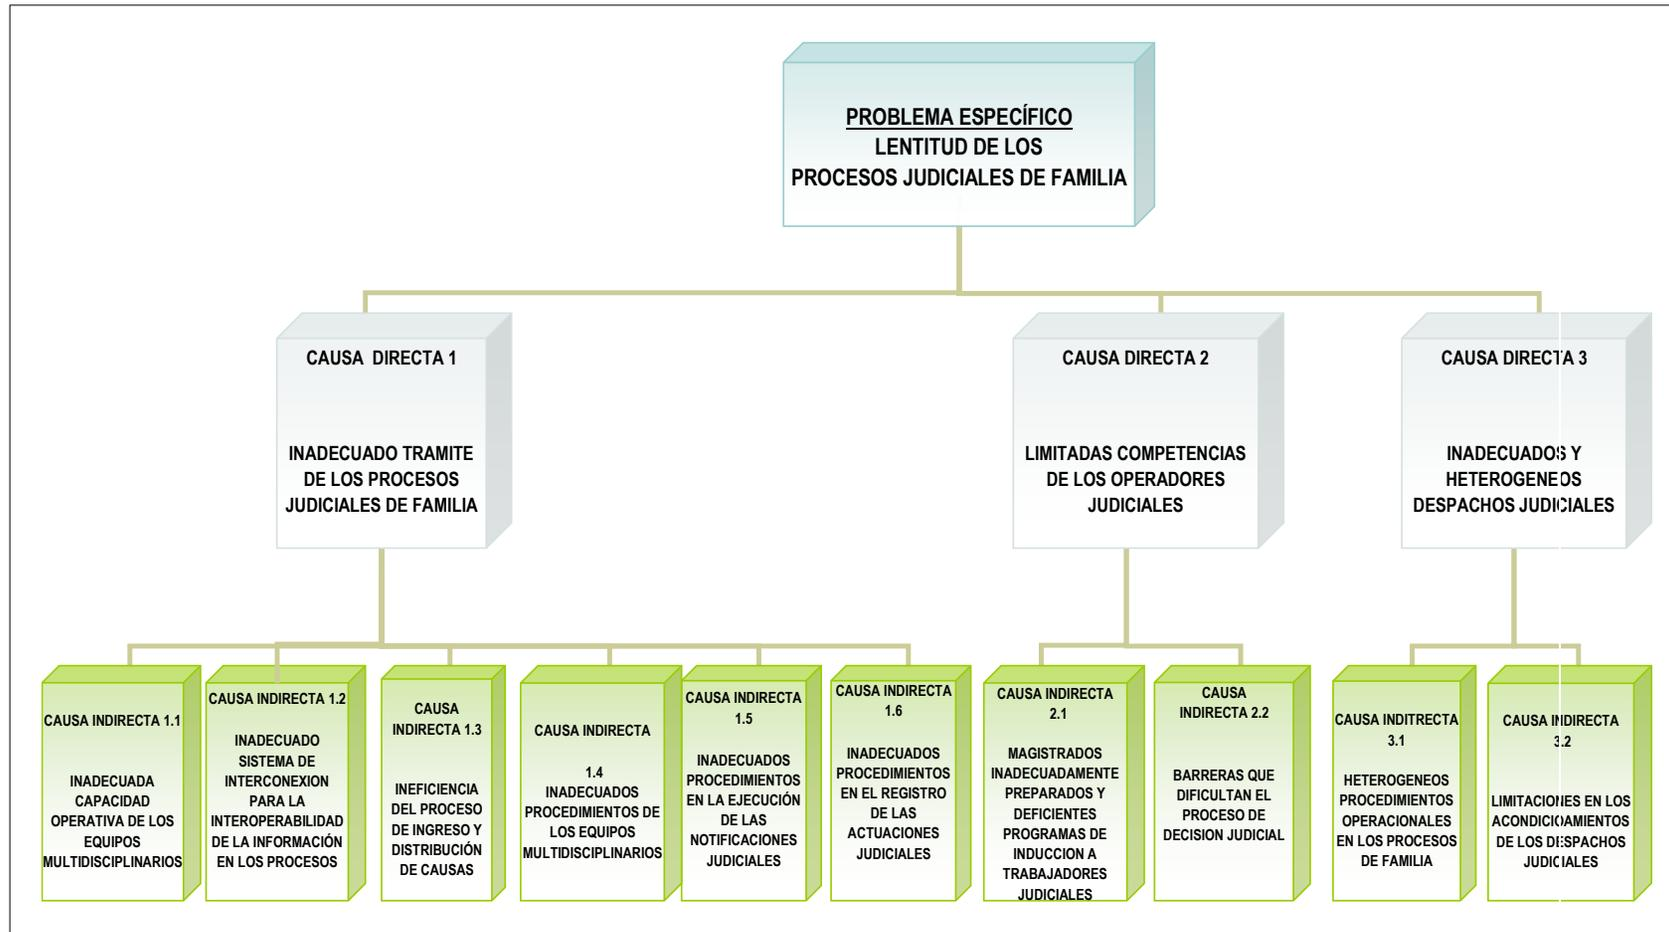 PROBLEMA ESPECÍFICO
LENTITUD DE LOS
PROCESOS JUDICIALES DE FAMILIA
CAUSA DIRECTA 1
INADECUADO TRAMITE
DE LOS PROCESOS
JUDICIALES DE FAMILIA
CAUSA DIRECTA 2
LIMITADAS COMPETENCIAS
DE LOS OPERADORES
JUDICIALES
CAUSA DIRECTA 3
INADECUADOS Y
HETEROGENEOS
DESPACHOS JUDICIALES
CAUSA INDIRECTA 1.1
INADECUADA
CAPACIDAD
OPERATIVA DE LOS
EQUIPOS
MULTIDISCIPLINARIOS
CAUSA INDIRECTA 1.2
INADECUADO
SISTEMA DE
INTERCONEXION
PARA LA
INTEROPERABILIDAD
DE LA INFORMACIÓN
EN LOS PROCESOS
CAUSA
INDIRECTA 1.3
INEFICIENCIA
DEL PROCESO
DE INGRESO Y
DISTRIBUCIÓN
DE CAUSAS
CAUSA INDIRECTA
1.4
INADECUADOS
PROCEDIMIENTOS DE
LOS EQUIPOS
MULTIDISCIPLINARIOS
CAUSA INDIRECTA
1.5
INADECUADOS
PROCEDIMIENTOS
EN LA EJECUCIÓN
DE LAS
NOTIFICACIONES
JUDICIALES
CAUSA INDIRECTA
1.6
INADECUADOS
PROCEDIMIENTOS
EN EL REGISTRO
DE LAS
ACTUACIONES
JUDICIALES
CAUSA INDIRECTA
2.1
MAGISTRADOS
INADECUADAMENTE
PREPARADOS Y
DEFICIENTES
PROGRAMAS DE
INDUCCION A
TRABAJADORES
JUDICIALES
CAUSA
INDIRECTA 2.2
BARRERAS QUE
DIFICULTAN EL
PROCESO DE
DECISION JUDICIAL
CAUSA INDITRECTA
3.1
HETEROGENEOS
PROCEDIMIENTOS
OPERACIONALES
EN LOS PROCESOS
DE FAMILIA
CAUSA INDIRECTA
3.2
LIMITACIONES EN LOS
ACONDICIOAMIENTOS
DE LOS DESPACHOS
JUDICIALES